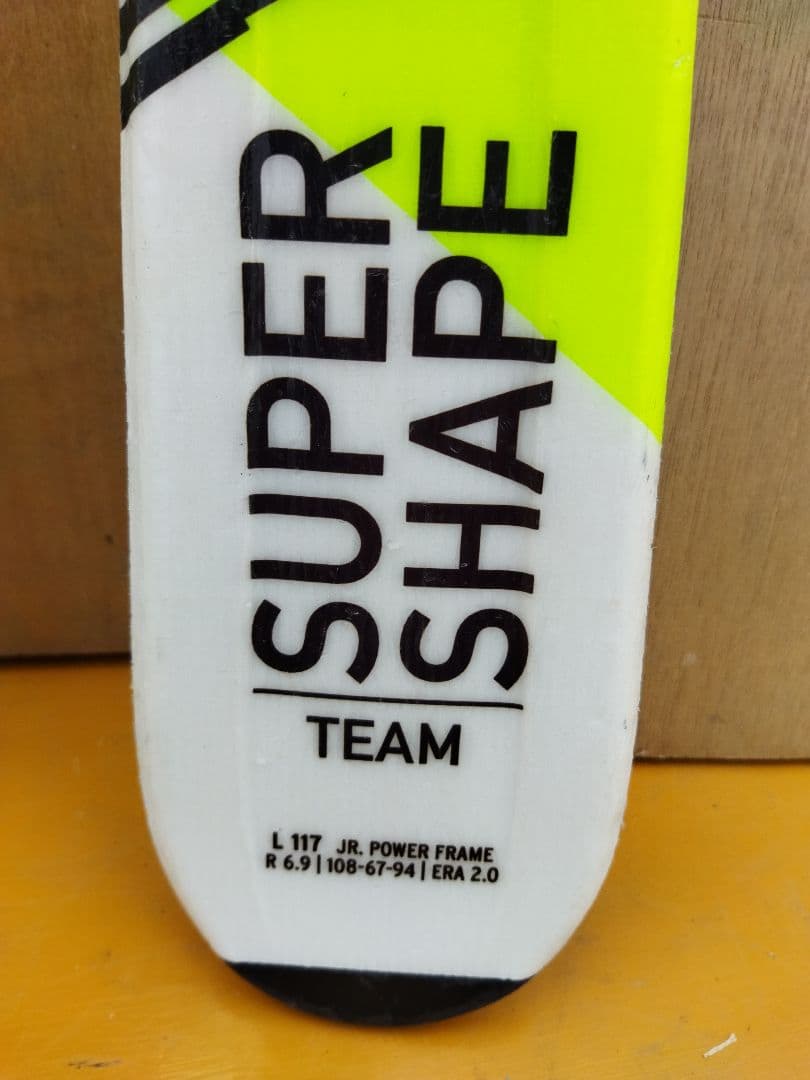 SUPER
SHAPE
TEAM
L 117 JR. POWER FRAME
R 6.9 | 108-67-94 | ERA 2.0